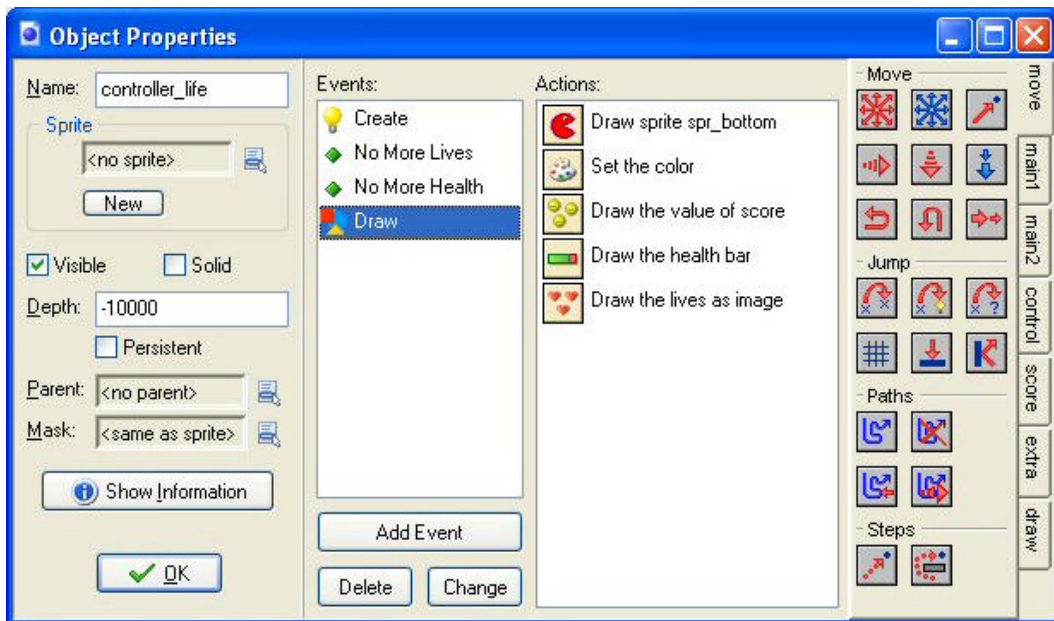 Object Properties
Name: controller_life
Sprite
<no sprite>
New
Visible Solid
Depth: -10000
Persistent
Parent: <no parent>
Mask: <same as sprite>
Show Information
OK
Events:
Create
No More Lives
No More Health
Draw
Add Event
Delete Change
Actions:
Draw sprite spr_bottom
Set the color
Draw the value of score
Draw the health bar
Draw the lives as image
Move
Jump
Paths
Steps
move
main1
main2
control
score
extra
draw